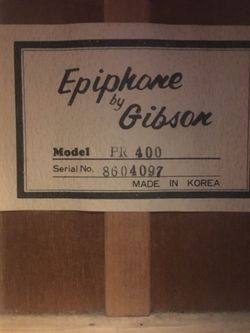 Epiphone
by
Gibson
Model PR 400
Serial No. 8604097
MADE IN KOREA